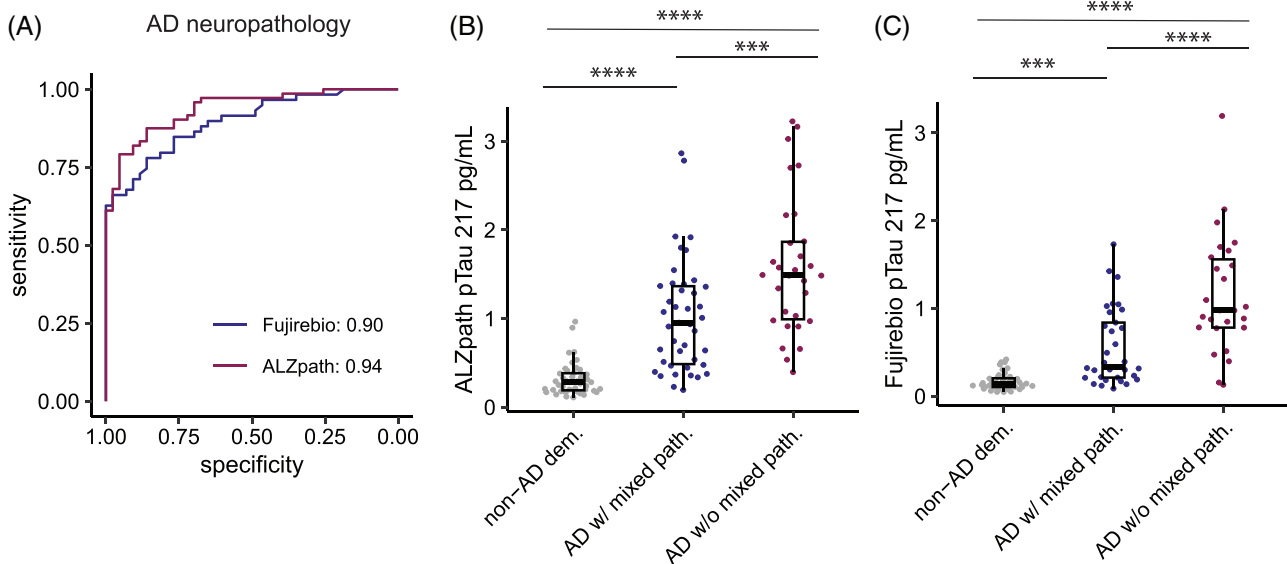 (A)
AD neuropathology
1.00
0.75
0.50
0.25
0.00
sensitivity
Fujirebio: 0.90
ALZpath: 0.94
1.00 0.75 0.50 0.25 0.00
specificity
(B)
****
***
****
3
2
1
0
ALZpath pTau 217 pg/mL
non−AD dem.
AD w/ mixed path.
AD w/o mixed path.
(C)
****
****
***
3
2
1
0
Fujirebio pTau 217 pg/mL
non−AD dem.
AD w/ mixed path.
AD w/o mixed path.